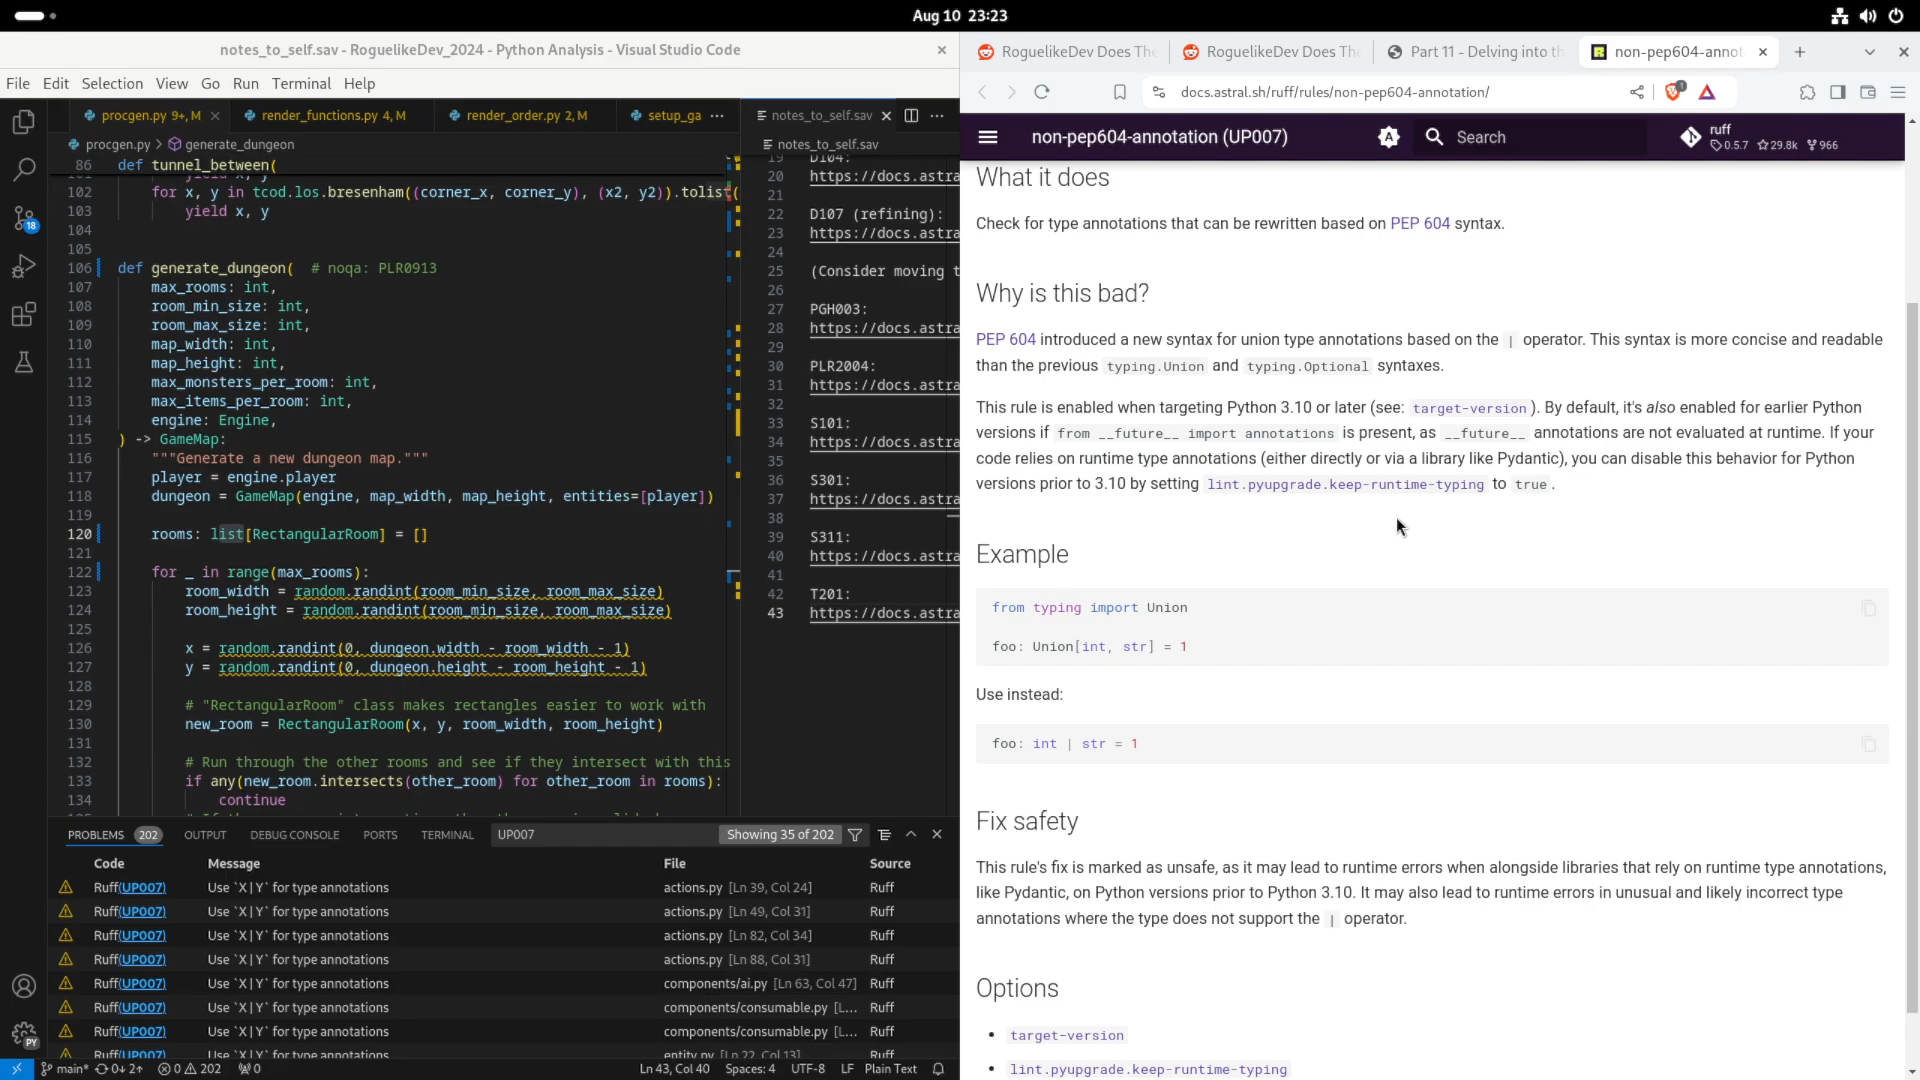 Aug 10 23:23
notes_to_self.sav - RoguelikeDev_2024 - Python Analysis - Visual Studio Code
File Edit Selection View Go Run Terminal Help
procgen.py 9+, M
render_functions.py 4, M
render_order.py 2, M
setup_ga
procgen.py > generate_dungeon
86 def tunnel_between(
102 for x, y in tcod.los.bresenham((corner_x, corner_y), (x2, y2)).tolist(
103 yield x, y
104
105
106 def generate_dungeon( # noqa: PLR0913
107 max_rooms: int,
108 room_min_size: int,
109 room_max_size: int,
110 map_width: int,
111 map_height: int,
112 max_monsters_per_room: int,
113 max_items_per_room: int,
114 engine: Engine,
115 ) -> GameMap:
116 """Generate a new dungeon map."""
117 player = engine.player
118 dungeon = GameMap(engine, map_width, map_height, entities=[player])
119
120 rooms: list[RectangularRoom] = []
121
122 for _ in range(max_rooms):
123 room_width = random.randint(room_min_size, room_max_size)
124 room_height = random.randint(room_min_size, room_max_size)
125
126 x = random.randint(0, dungeon.width - room_width - 1)
127 y = random.randint(0, dungeon.height - room_height - 1)
128
129 # "RectangularRoom" class makes rectangles easier to work with
130 new_room = RectangularRoom(x, y, room_width, room_height)
131
132 # Run through the other rooms and see if they intersect with this
133 if any(new_room.intersects(other_room) for other_room in rooms):
134 continue
notes_to_self.sav
notes_to_self.sav
19 D104:
20 https://docs.astra
21
22 D107 (refining):
23 https://docs.astra
24
25 (Consider moving t
26
27 PGH003:
28 https://docs.astra
29
30 PLR2004:
31 https://docs.astra
32
33 S101:
34 https://docs.astra
35
36 S301:
37 https://docs.astra
38
39 S311:
40 https://docs.astra
41
42 T201:
43 https://docs.astra
PROBLEMS 202 OUTPUT DEBUG CONSOLE PORTS TERMINAL UP007 Showing 35 of 202
Code Message File Source
Ruff(UP007) Use `X | Y` for type annotations actions.py [Ln 39, Col 24] Ruff
Ruff(UP007) Use `X | Y` for type annotations actions.py [Ln 49, Col 31] Ruff
Ruff(UP007) Use `X | Y` for type annotations actions.py [Ln 82, Col 34] Ruff
Ruff(UP007) Use `X | Y` for type annotations actions.py [Ln 88, Col 31] Ruff
Ruff(UP007) Use `X | Y` for type annotations components/ai.py [Ln 63, Col 47] Ruff
Ruff(UP007) Use `X | Y` for type annotations components/consumable.py [L... Ruff
Ruff(UP007) Use `X | Y` for type annotations components/consumable.py [L... Ruff
Ruff(UP007) Use `X | Y` for type annotations entity.py [Ln 22, Col 13] Ruff
18
PY
main* 0↓ 2↑ 0 202 0 Ln 43, Col 40 Spaces: 4 UTF-8 LF Plain Text
RoguelikeDev Does The
RoguelikeDev Does The
Part 11 - Delving into th
non-pep604-annot
docs.astral.sh/ruff/rules/non-pep604-annotation/
1
non-pep604-annotation (UP007)
Search
ruff
0.5.7 29.8k 966
What it does
Check for type annotations that can be rewritten based on PEP 604 syntax.
Why is this bad?
PEP 604 introduced a new syntax for union type annotations based on the | operator. This syntax is more concise and readable
than the previous typing.Union and typing.Optional syntaxes.
This rule is enabled when targeting Python 3.10 or later (see: target-version). By default, it's also enabled for earlier Python
versions if from __future__ import annotations is present, as __future__ annotations are not evaluated at runtime. If your
code relies on runtime type annotations (either directly or via a library like Pydantic), you can disable this behavior for Python
versions prior to 3.10 by setting lint.pyupgrade.keep-runtime-typing to true.
Example
from typing import Union
foo: Union[int, str] = 1
Use instead:
foo: int | str = 1
Fix safety
This rule's fix is marked as unsafe, as it may lead to runtime errors when alongside libraries that rely on runtime type annotations,
like Pydantic, on Python versions prior to Python 3.10. It may also lead to runtime errors in unusual and likely incorrect type
annotations where the type does not support the | operator.
Options
target-version
lint.pyupgrade.keep-runtime-typing